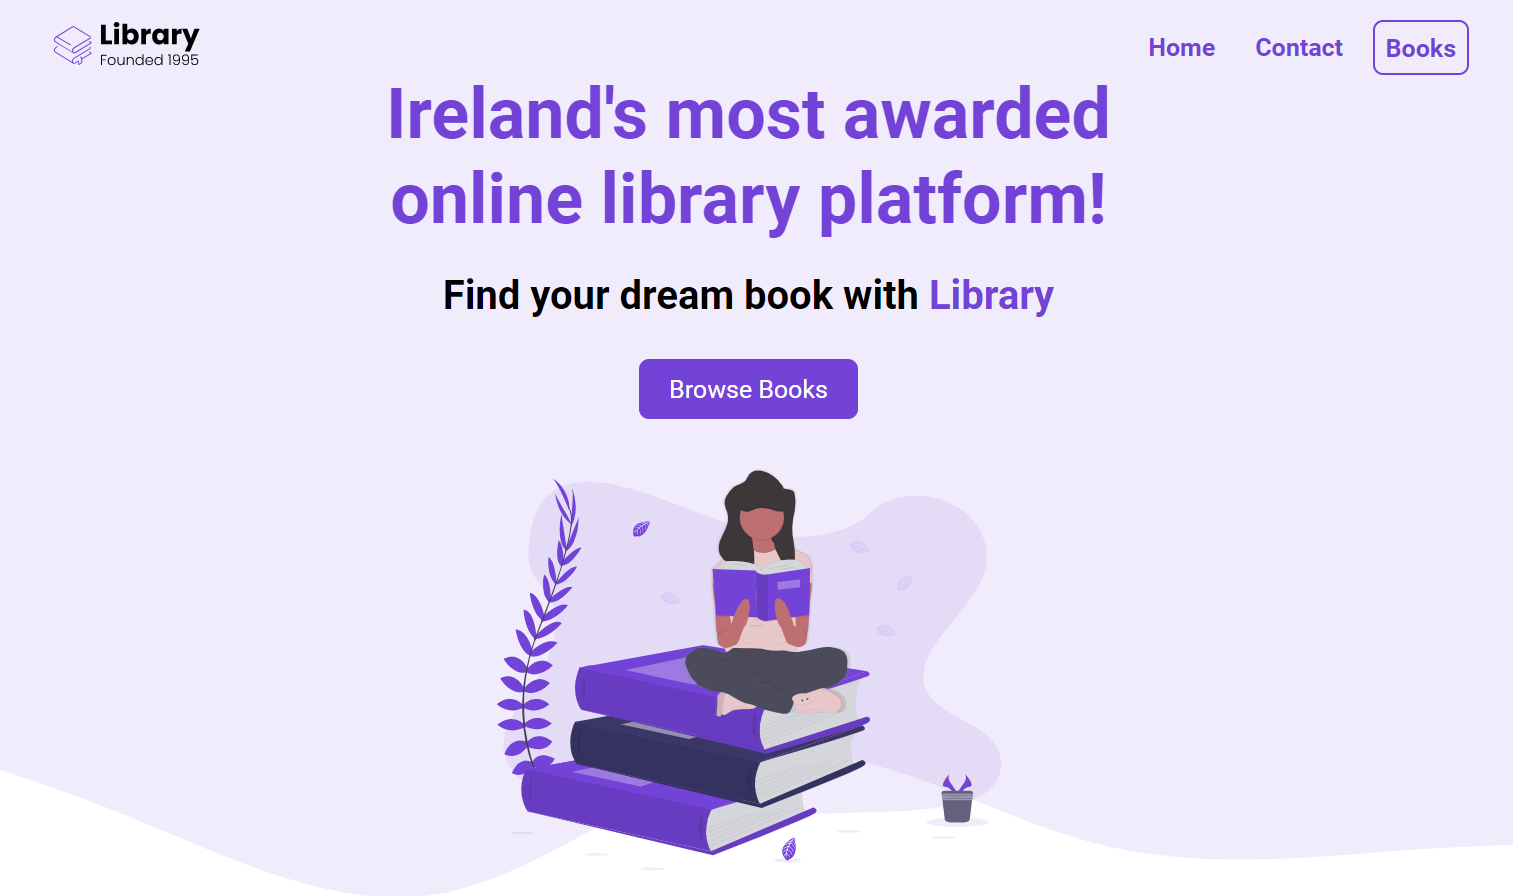 Library
Founded 1995
Home
Contact
Books
Ireland's most awarded
online library platform!
Find your dream book with Library
Browse Books